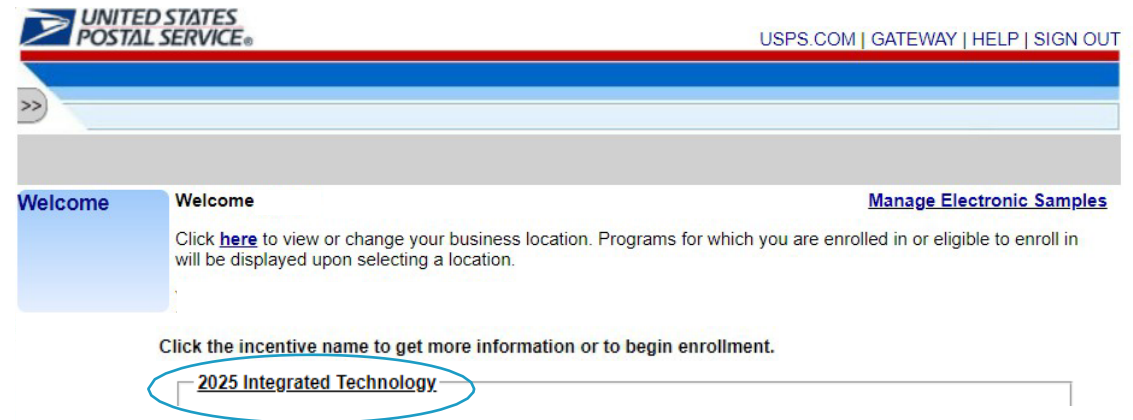 UNITED STATES
POSTAL SERVICE®
USPS.COM | GATEWAY | HELP | SIGN OUT
>>
Welcome
Welcome
Manage Electronic Samples
Click here to view or change your business location. Programs for which you are enrolled in or eligible to enroll in
will be displayed upon selecting a location.
Click the incentive name to get more information or to begin enrollment.
2025 Integrated Technology